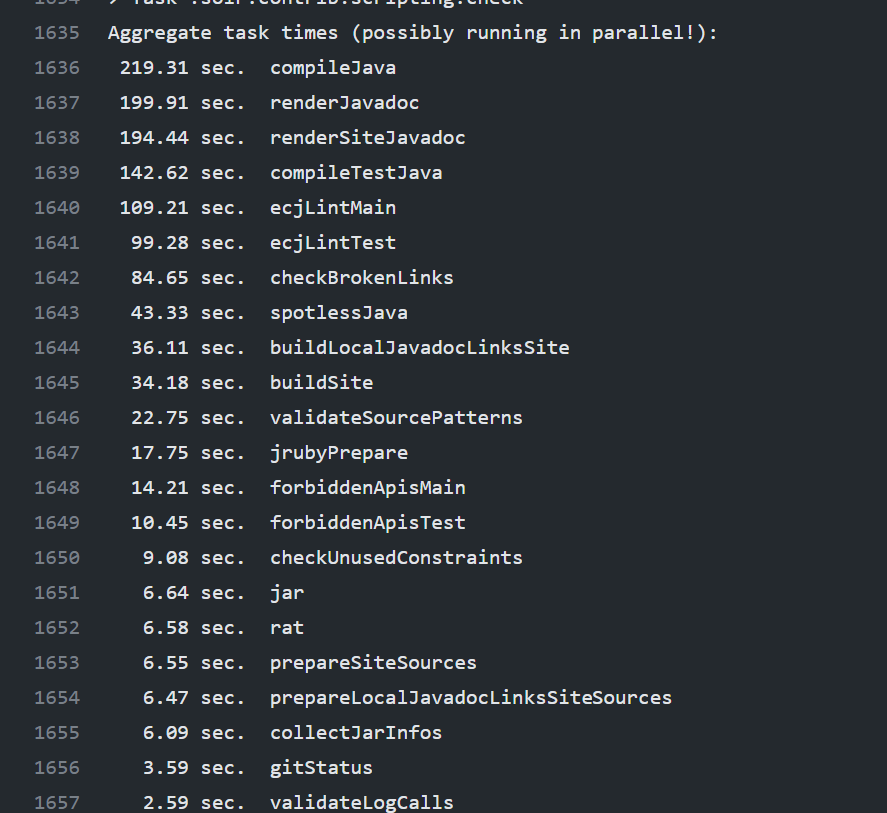 1634 > Task :solr:contrib:scripting:check
1635 Aggregate task times (possibly running in parallel!):
1636 219.31 sec. compileJava
1637 199.91 sec. renderJavadoc
1638 194.44 sec. renderSiteJavadoc
1639 142.62 sec. compileTestJava
1640 109.21 sec. ecjLintMain
1641 99.28 sec. ecjLintTest
1642 84.65 sec. checkBrokenLinks
1643 43.33 sec. spotlessJava
1644 36.11 sec. buildLocalJavadocLinksSite
1645 34.18 sec. buildSite
1646 22.75 sec. validateSourcePatterns
1647 17.75 sec. jrubyPrepare
1648 14.21 sec. forbiddenApisMain
1649 10.45 sec. forbiddenApisTest
1650 9.08 sec. checkUnusedConstraints
1651 6.64 sec. jar
1652 6.58 sec. rat
1653 6.55 sec. prepareSiteSources
1654 6.47 sec. prepareLocalJavadocLinksSiteSources
1655 6.09 sec. collectJarInfos
1656 3.59 sec. gitStatus
1657 2.59 sec. validateLogCalls